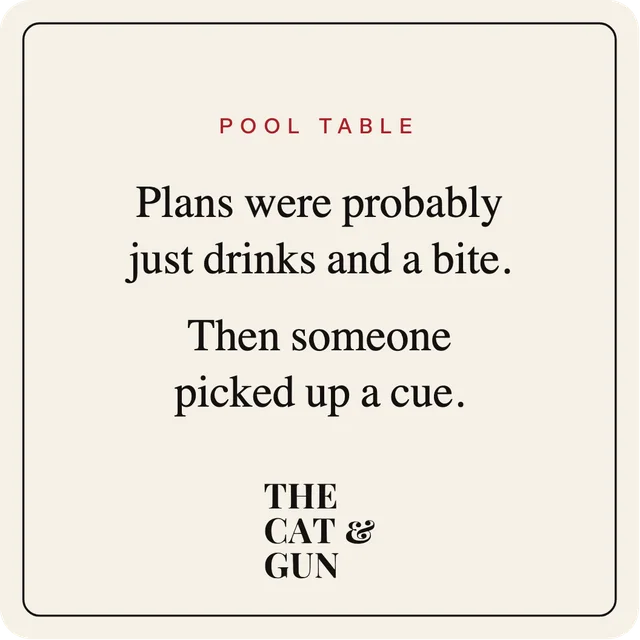 POOL TABLE
Plans were probably
just drinks and a bite.
Then someone
picked up a cue.
THE
CAT &
GUN